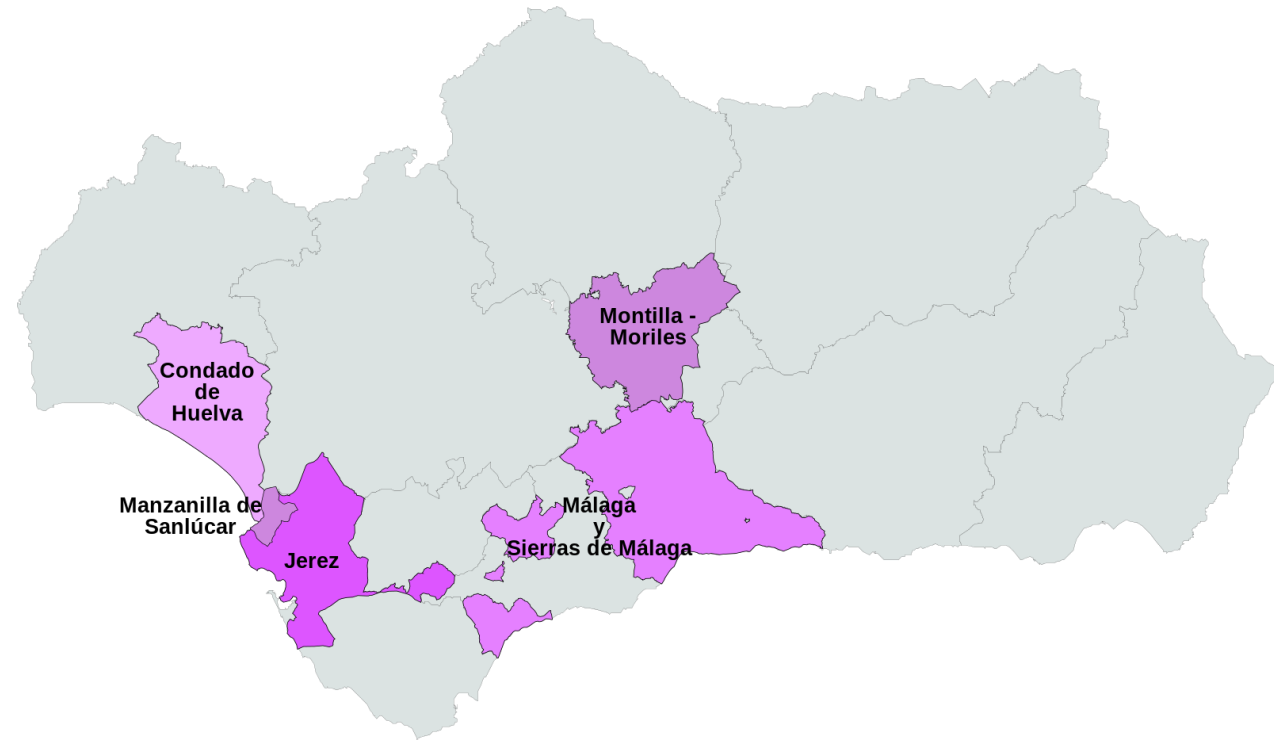 Montilla -
Moriles
Condado
de
Huelva
Manzanilla de
Sanlúcar
Málaga
y
Sierras de Málaga
Jerez